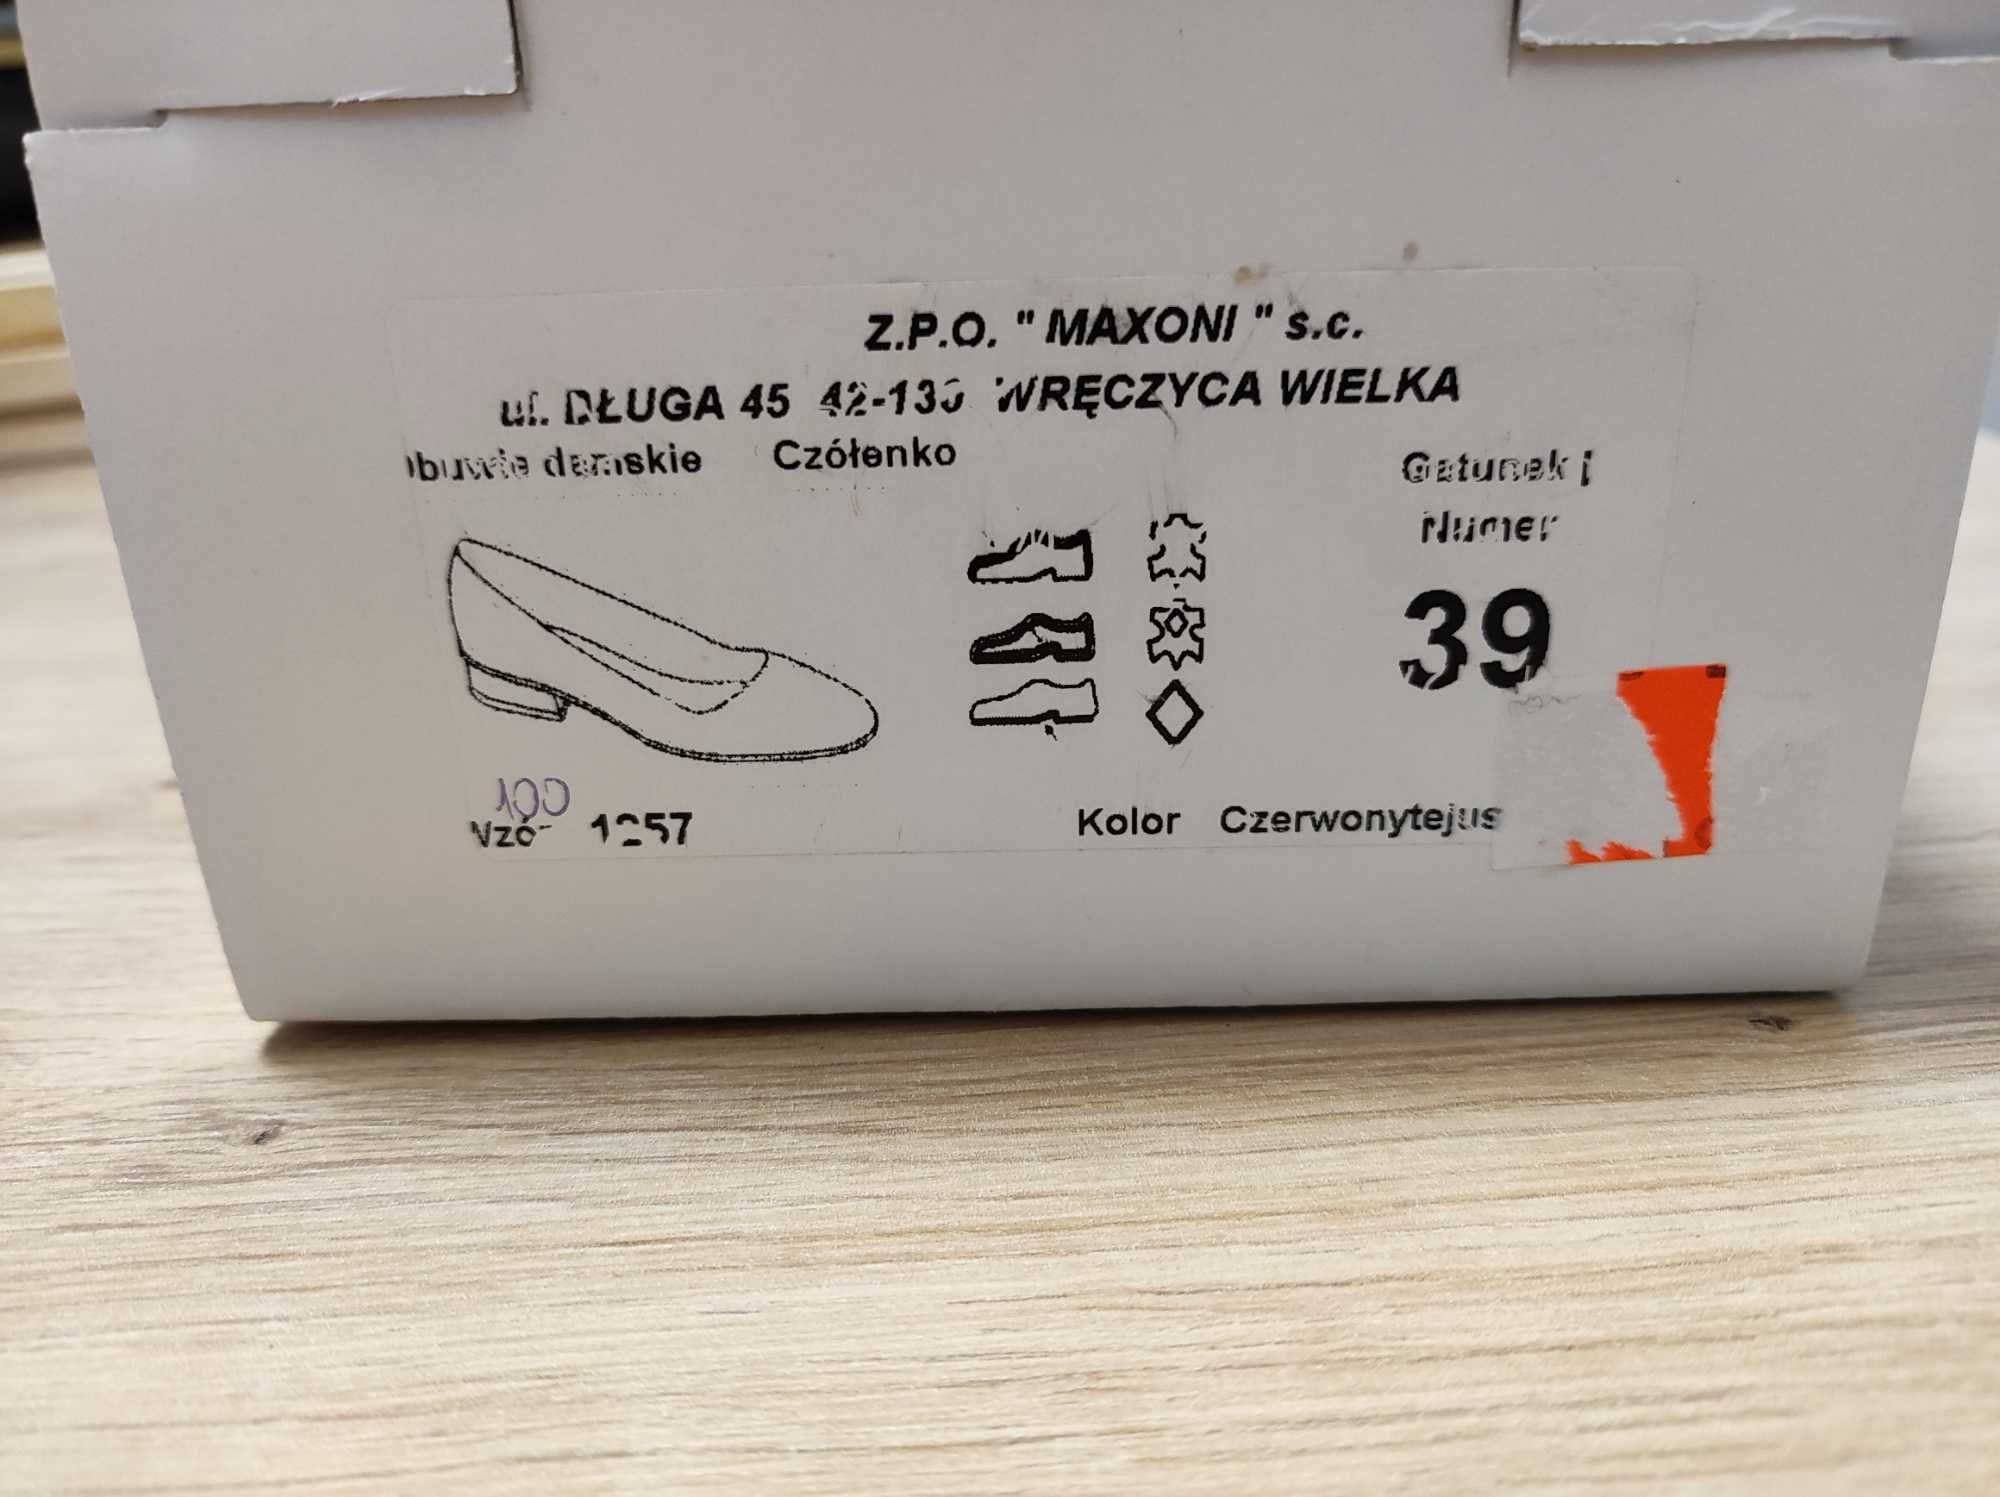 Z.P.O. " MAXONI " s.c.
ul. DŁUGA 45 42-130 WRĘCZYCA WIELKA
Obuwie damskie Czółenko
Gatunek I
Numer
39
100
Wzór 1257
Kolor Czerwonytejus